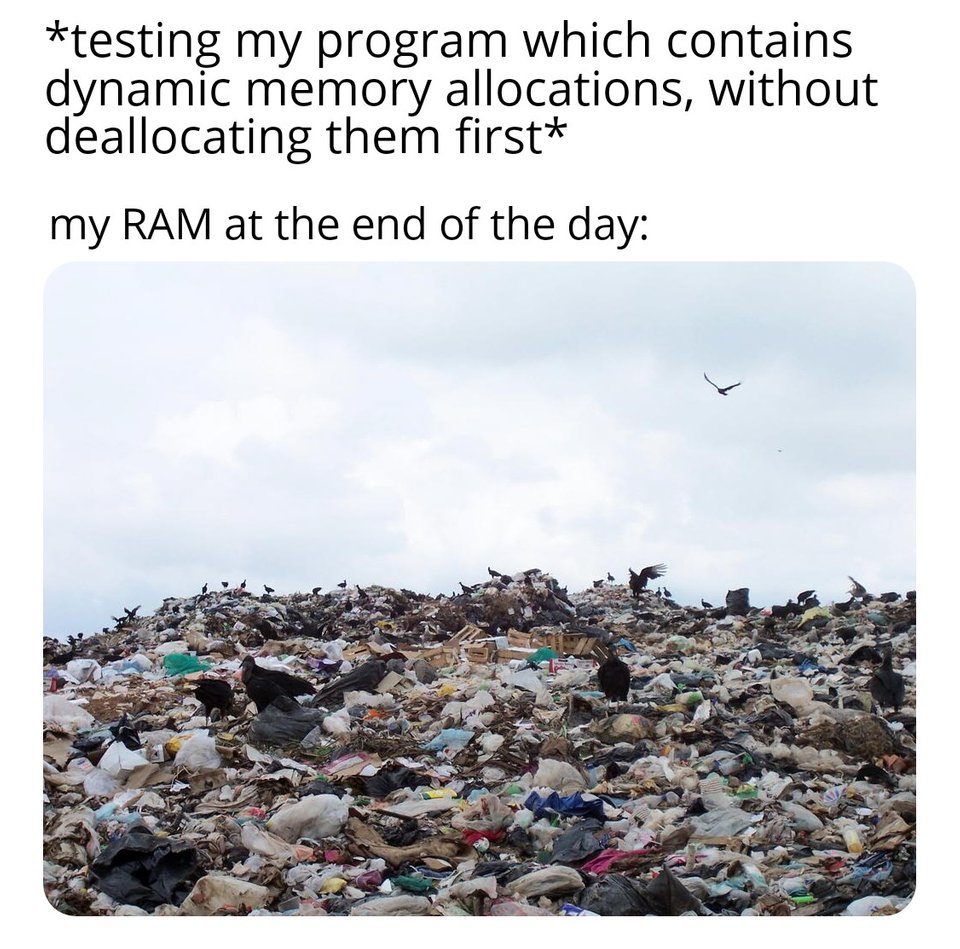 *testing my program which contains
dynamic memory allocations, without
deallocating them first*
my RAM at the end of the day: